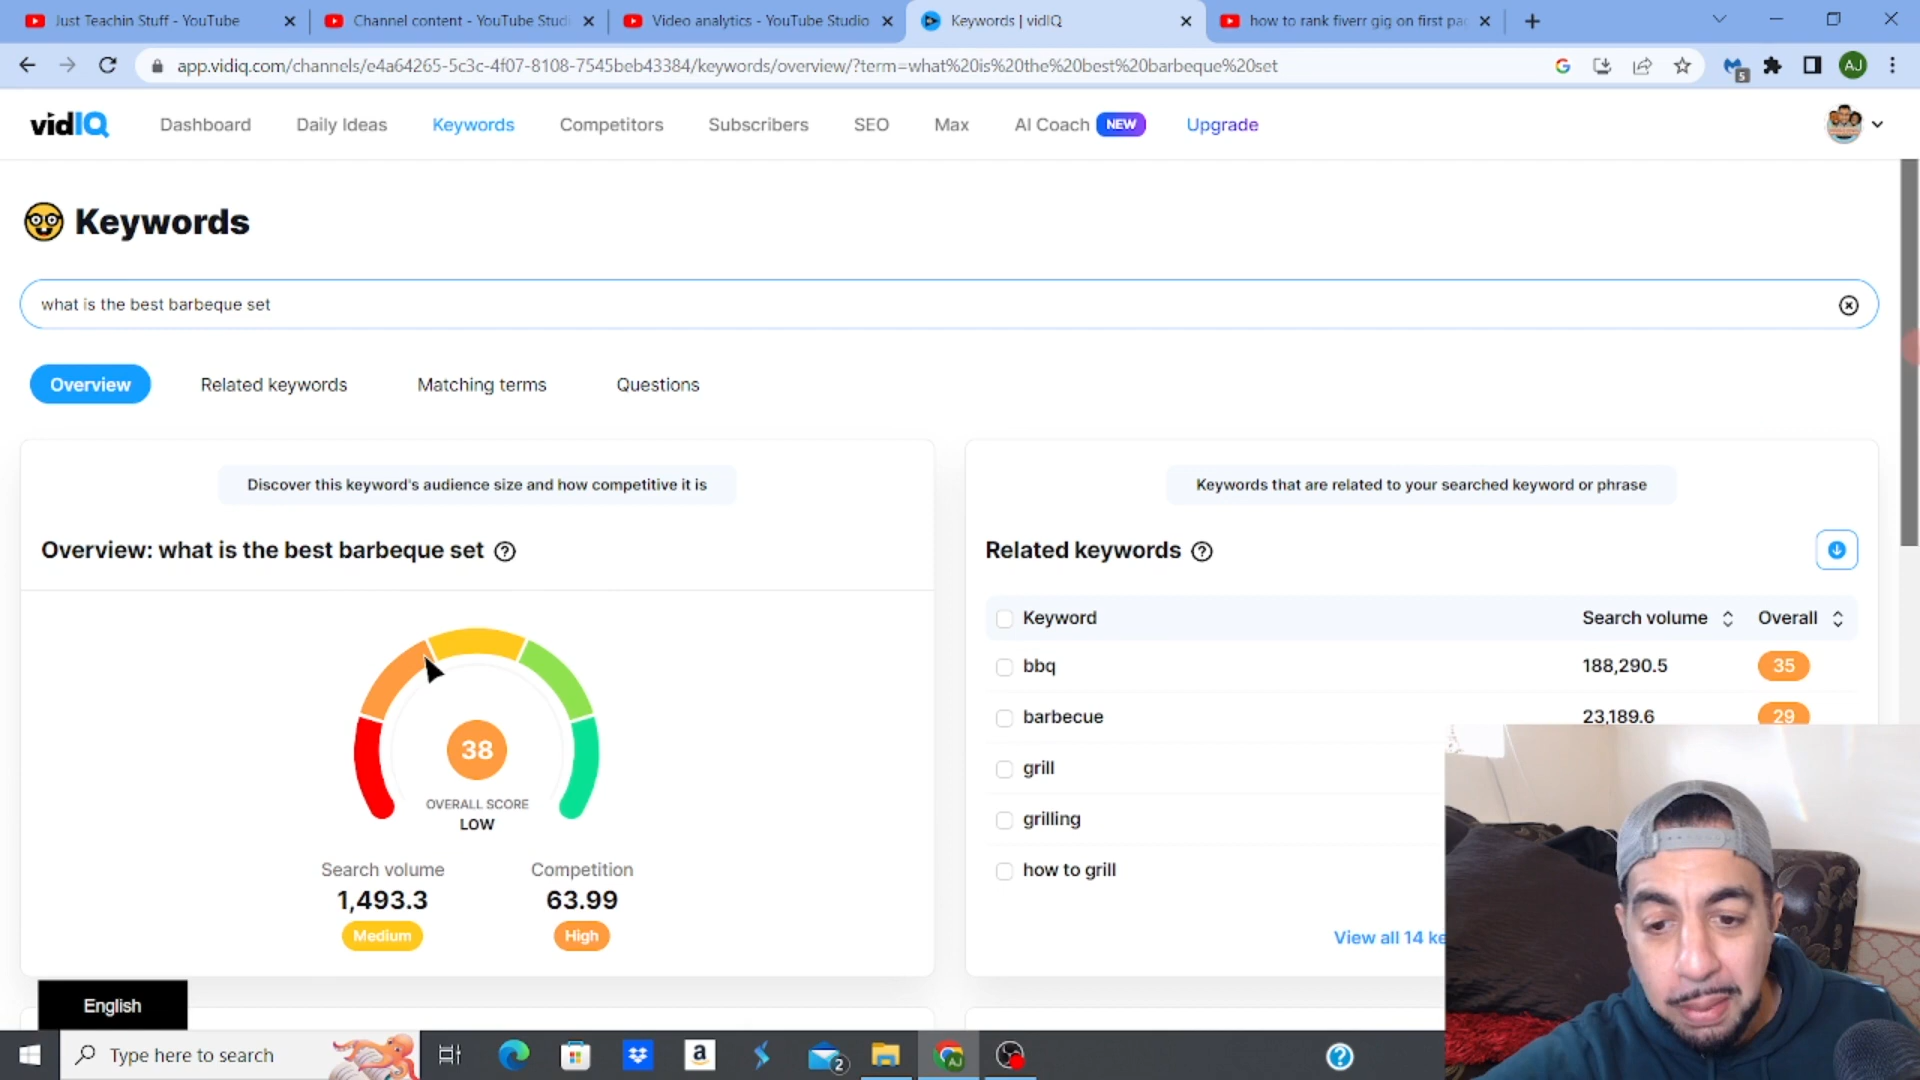 Just Teachin Stuff - YouTube
Channel content - YouTube Studi
Video analytics - YouTube Studio
Keywords | vidIQ
how to rank fiverr gig on first pa
app.vidiq.com/channels/e4a64265-5c3c-4f07-8108-7545beb43384/keywords/overview/?term=what%20is%20the%20best%20barbeque%20set
5
AJ
vidIQ
Dashboard
Daily Ideas
Keywords
Competitors
Subscribers
SEO
Max
AI Coach NEW
Upgrade
Keywords
what is the best barbeque set
Overview
Related keywords
Matching terms
Questions
Discover this keyword's audience size and how competitive it is
Overview: what is the best barbeque set
38
OVERALL SCORE
LOW
Search volume
1,493.3
Medium
Competition
63.99
High
Keywords that are related to your searched keyword or phrase
Related keywords
Keyword Search volume Overall
bbq 188,290.5 35
barbecue 23,189.6 29
grill
grilling
how to grill
View all 14 ke
English
Type here to search
a
2
AJ